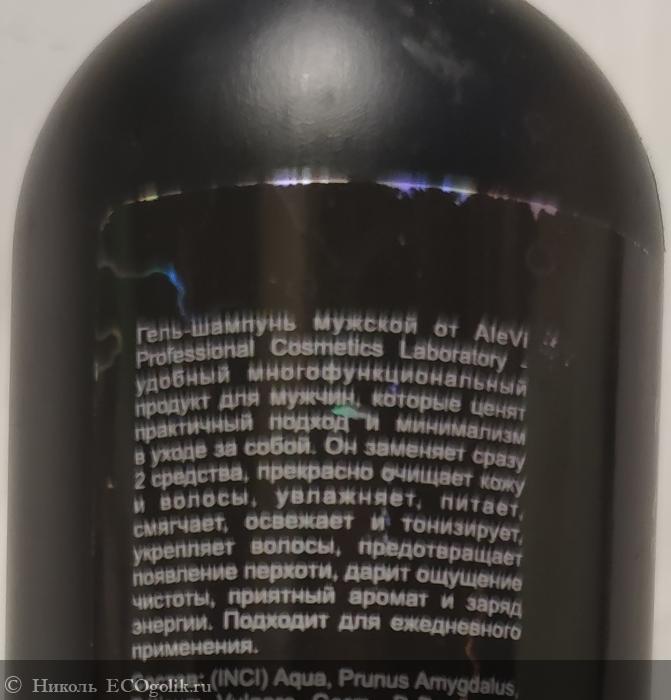 Гель-шампунь мужской от AleVi
Professional Cosmetics Laboratory -
удобный многофункциональный
продукт для мужчин, которые ценят
практичный подход и минимализм
в уходе за собой. Он заменяет сразу
2 средства, прекрасно очищает кожу
и волосы, увлажняет, питает,
смягчает, освежает и тонизирует,
укрепляет волосы, предотвращает
появление перхоти, дарит ощущение
чистоты, приятный аромат и заряд
энергии. Подходит для ежедневного
применения.
(INCI) Aqua, Prunus Amygdalus,
© Николь ECOgolik.ru